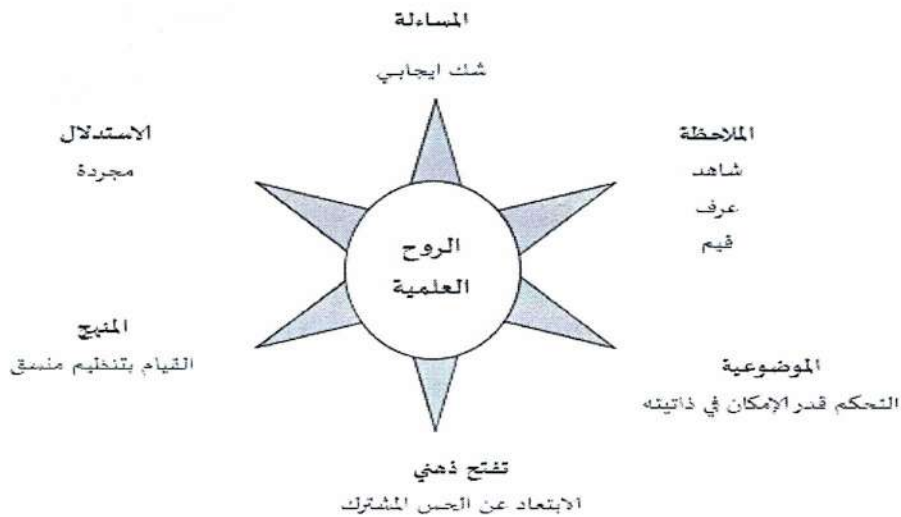 المساءلة
شك ايجابي
الملاحظة
شاهد
عرف
قيم
الاستدلال
مجردة
الروح
العلمية
الموضوعية
التحكم قدر الإمكان في ذاتيته
المنهج
القيام بتنظيم منسق
تفتح ذهني
الابتعاد عن الحس المشترك